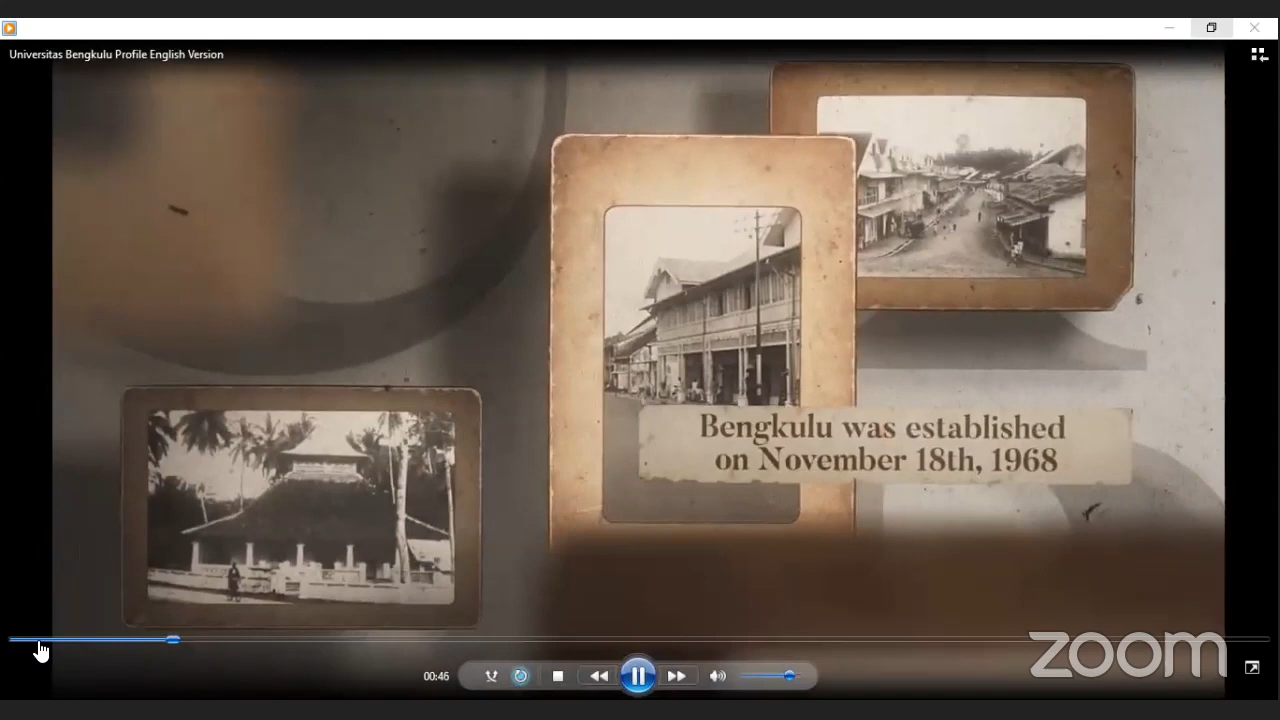 Universitas Bengkulu Profile English Version
Bengkulu was established
on November 18th, 1968
00:46
zoom